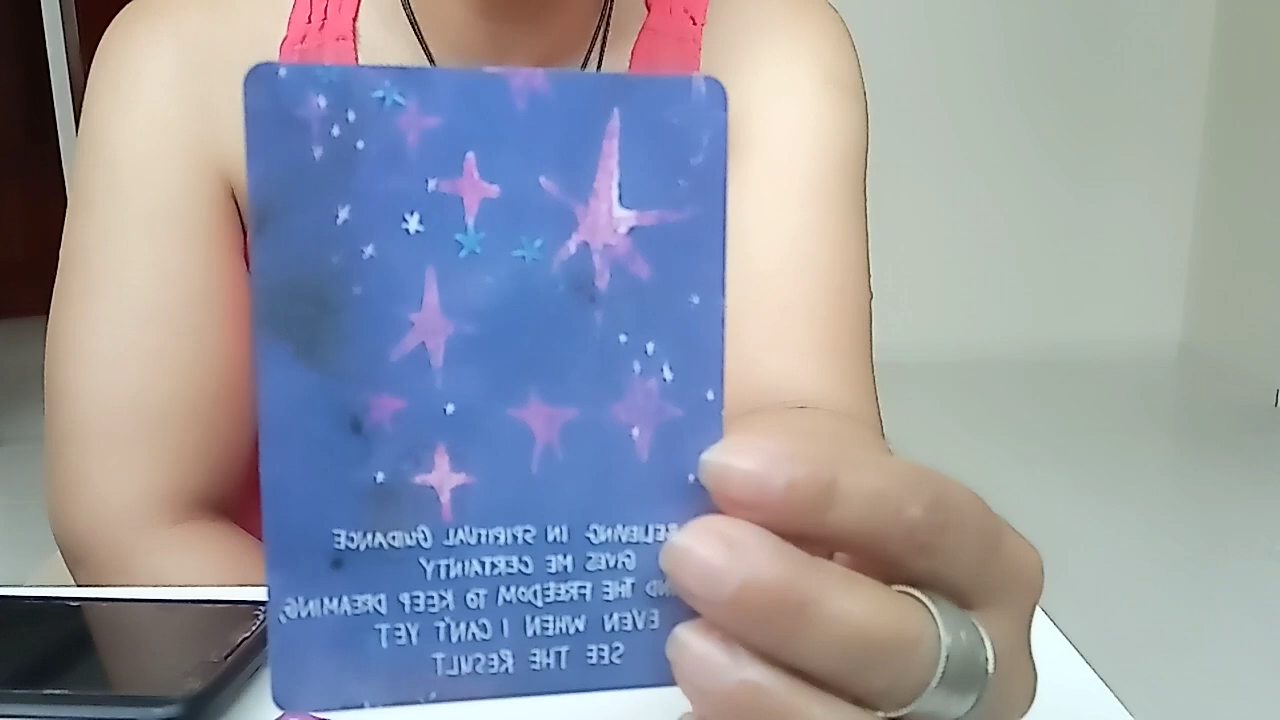 BELIEVING IN SPIRITUAL GUIDANCE
GIVES ME CERTAINTY
AND THE FREEDOM TO KEEP DREAMING,
EVEN WHEN I CAN'T YET
SEE THE RESULT